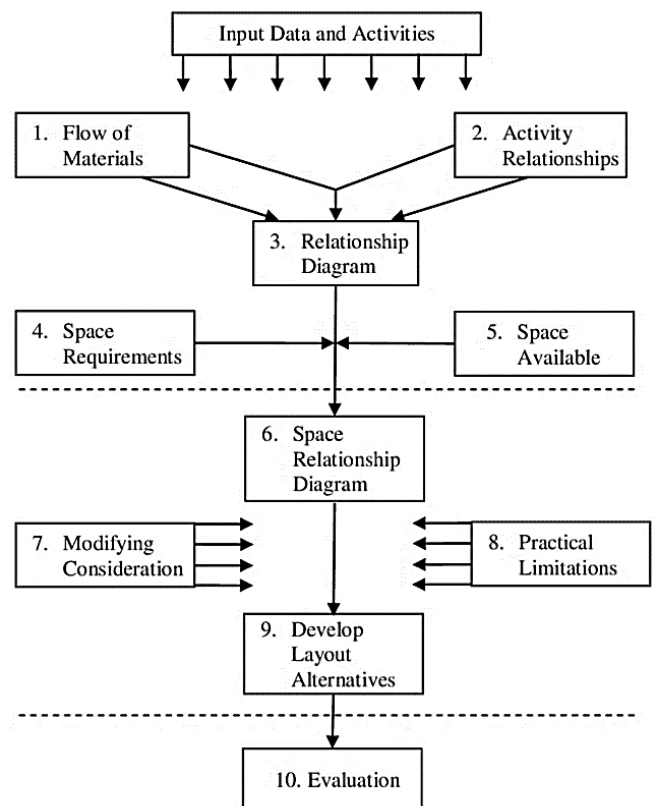 Input Data and Activities
1. Flow of
Materials
2. Activity
Relationships
3. Relationship
Diagram
4. Space
Requirements
5. Space
Available
6. Space
Relationship
Diagram
7. Modifying
Consideration
8. Practical
Limitations
9. Develop
Layout
Alternatives
10. Evaluation